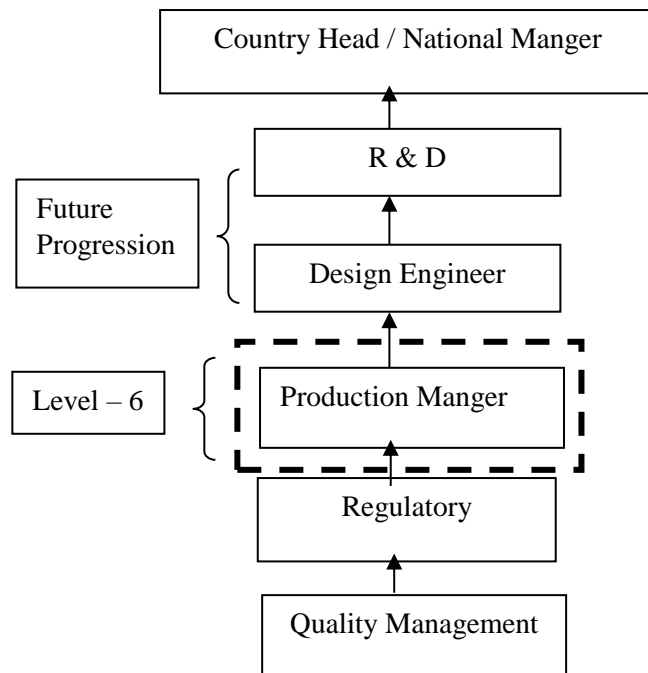 Country Head / National Manger
R & D
Future
Progression
Design Engineer
Level – 6
Production Manger
Regulatory
Quality Management